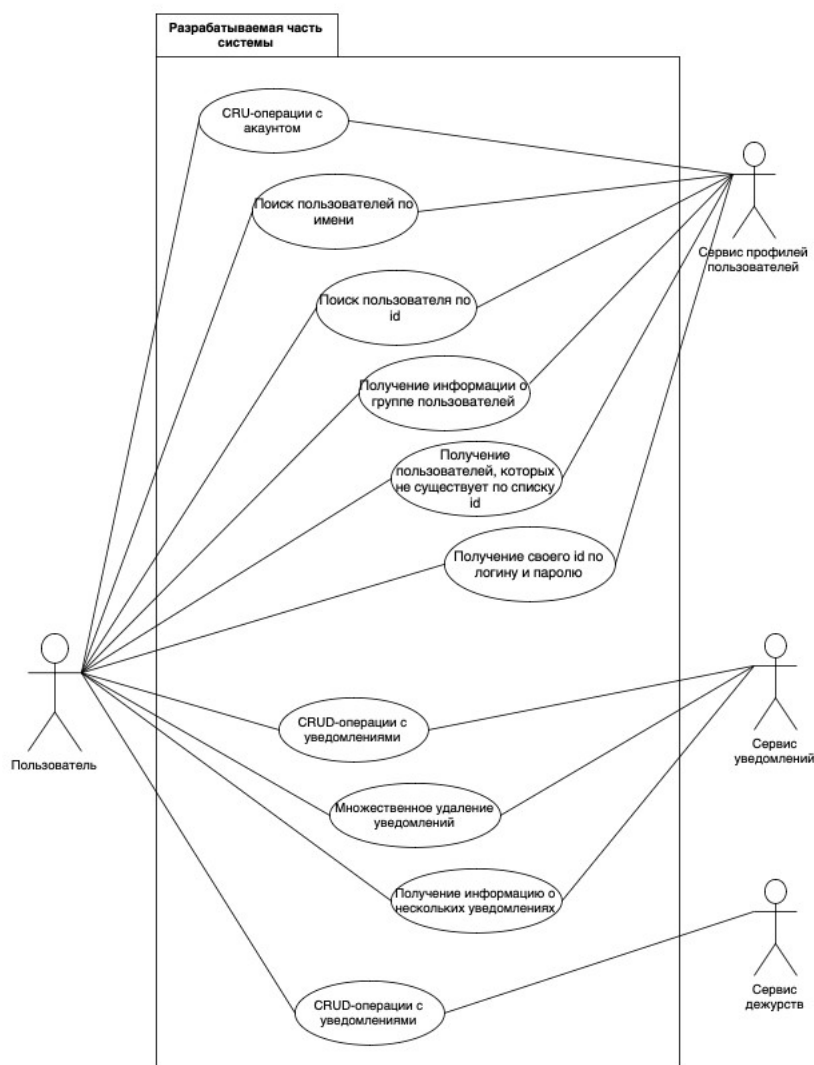 Разрабатываемая часть
системы
CRU-операции с
акаунтом
Поиск пользователей по
имени
Сервис профилей
пользователей
Поиск пользователя по
id
Получение информации о
группе пользователей
Получение
пользователей, которых
не существует по списку
id
Получение своего id по
логину и паролю
Пользователь
CRUD-операции с
уведомлениями
Сервис
уведомлений
Множественное удаление
уведомлений
Получение информацию о
нескольких уведомлениях
Сервис
дежурств
CRUD-операции с
уведомлениями